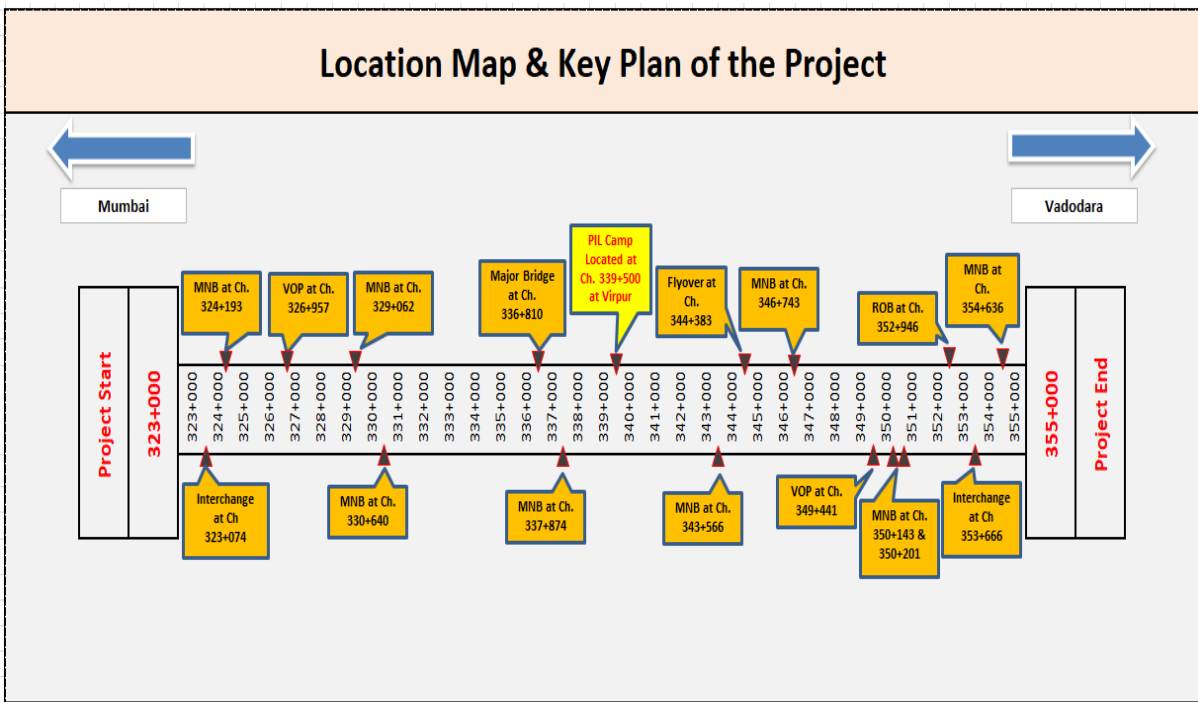 Location Map & Key Plan of the Project
Mumbai
Vadodara
MNB at Ch.
324+193
VOP at Ch.
326+957
MNB at Ch.
329+062
Major Bridge
at Ch.
336+810
PIL Camp
Located at
Ch. 339+500
at Virpur
Flyover at
Ch.
344+383
MNB at Ch.
346+743
ROB at Ch.
352+946
MNB at
Ch.
354+636
Project Start
323+000
323+000
324+000
325+000
326+000
327+000
328+000
329+000
330+000
331+000
332+000
333+000
334+000
335+000
336+000
337+000
338+000
339+000
340+000
341+000
342+000
343+000
344+000
345+000
346+000
347+000
348+000
349+000
350+000
351+000
352+000
353+000
354+000
355+000
355+000
Project End
Interchange
at Ch
323+074
MNB at Ch.
330+640
MNB at Ch.
337+874
MNB at Ch.
343+566
VOP at Ch.
349+441
MNB at Ch.
350+143 &
350+201
Interchange
at Ch
353+666